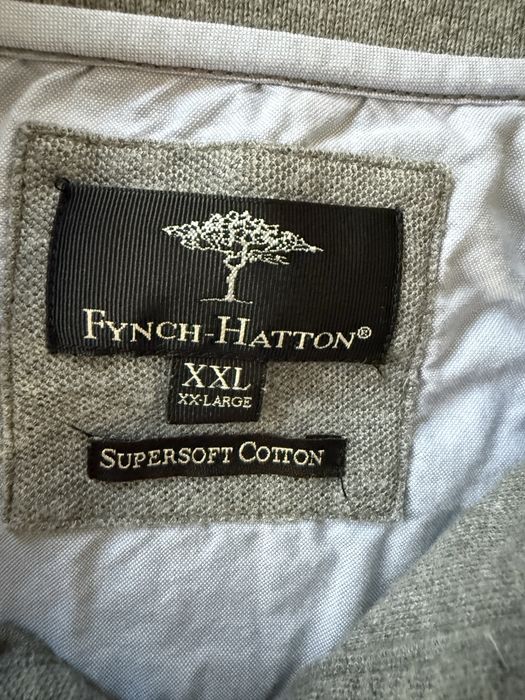 FYNCH-HATTON®
XXL
XX-LARGE
SUPERSOFT COTTON